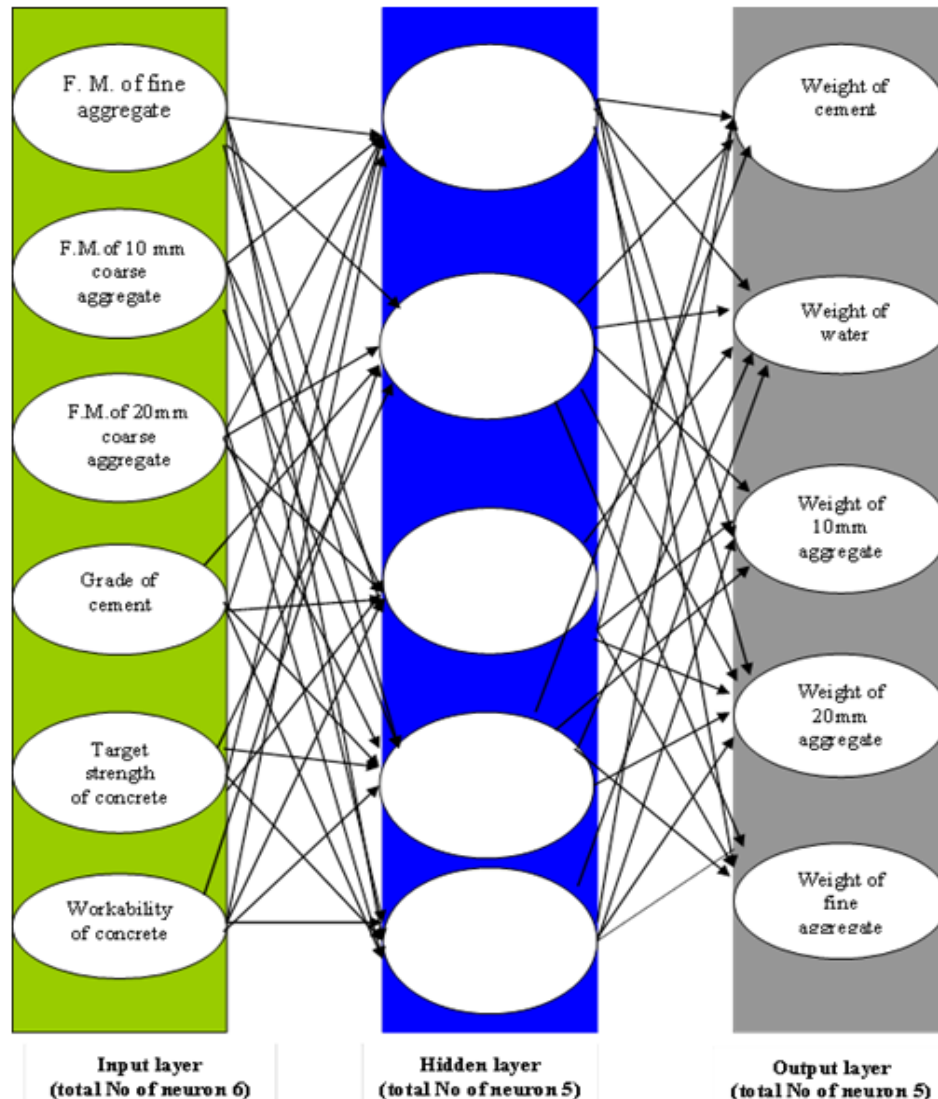 F. M. of fine
aggregate
F.M.of 10 mm
coarse
aggregate
F.M.of 20mm
coarse
aggregate
Grade of
cement
Target
strength
of concrete
Workability
of concrete
Input layer
(total No of neuron 6)
Hidden layer
(total No of neuron 5)
Weight of
cement
Weight of
water
Weight of
10mm
aggregate
Weight of
20mm
aggregate
Weight of
fine
aggregate
Output layer
(total No of neuron 5)